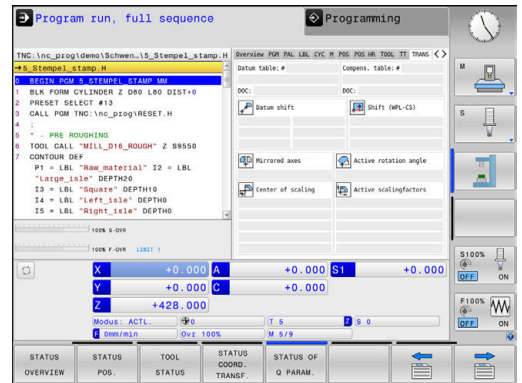 Program run, full sequence
Programming
TNC:\nc_prog\demo\Schwen…\5_Stempel_stamp.H
→5_Stempel_stamp.H
0 BEGIN PGM 5_STEMPEL_STAMP MM
1 BLK FORM CYLINDER Z D80 L80 DIST+0
2 PRESET SELECT #13
3 CALL PGM TNC:\nc_prog\RESET.H
4 ;
5 * - PRE ROUGHING
6 TOOL CALL "MILL_D16_ROUGH" Z S9550
7 CONTOUR DEF
P1 = LBL "Raw_material" I2 = LBL
"Large_isle" DEPTH20
I3 = LBL "Square" DEPTH10
I4 = LBL "Left_isle" DEPTH0
I5 = LBL "Right_isle" DEPTH0
100% S-OVR
100% F-OVR LIMIT 1
Overview PGM PAL LBL CYC M POS POS HR TOOL TT TRANS
Datum table: #
Compens. table: #
DOC:
DOC:
Datum shift
Shift (WPL-CS)
Mirrored axes
Active rotation angle
Center of scaling
Active scalingfactors
X +0.000 A +0.000 S1 +0.000
Y +0.000 C +0.000
Z +428.000
Modus: ACTL. 0 T 5 Z S 0
F 0mm/min Ovr 100% M 5/9
M
S
S100%
OFF ON
F100%
OFF ON
STATUS OVERVIEW
STATUS POS.
TOOL STATUS
STATUS COORD. TRANSF.
STATUS OF Q PARAM.